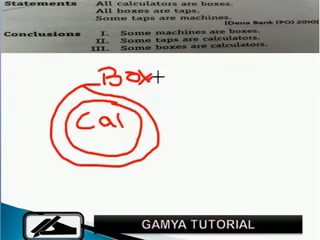 Statements All calculators are boxes.
All boxes are taps.
Some taps are machines.
[Dena Bank (PO) 2010]
Conclusions I. Some machines are boxes.
II. Some taps are calculators.
III. Some boxes are calculators.
Box
Cal
GAMYA TUTORIAL